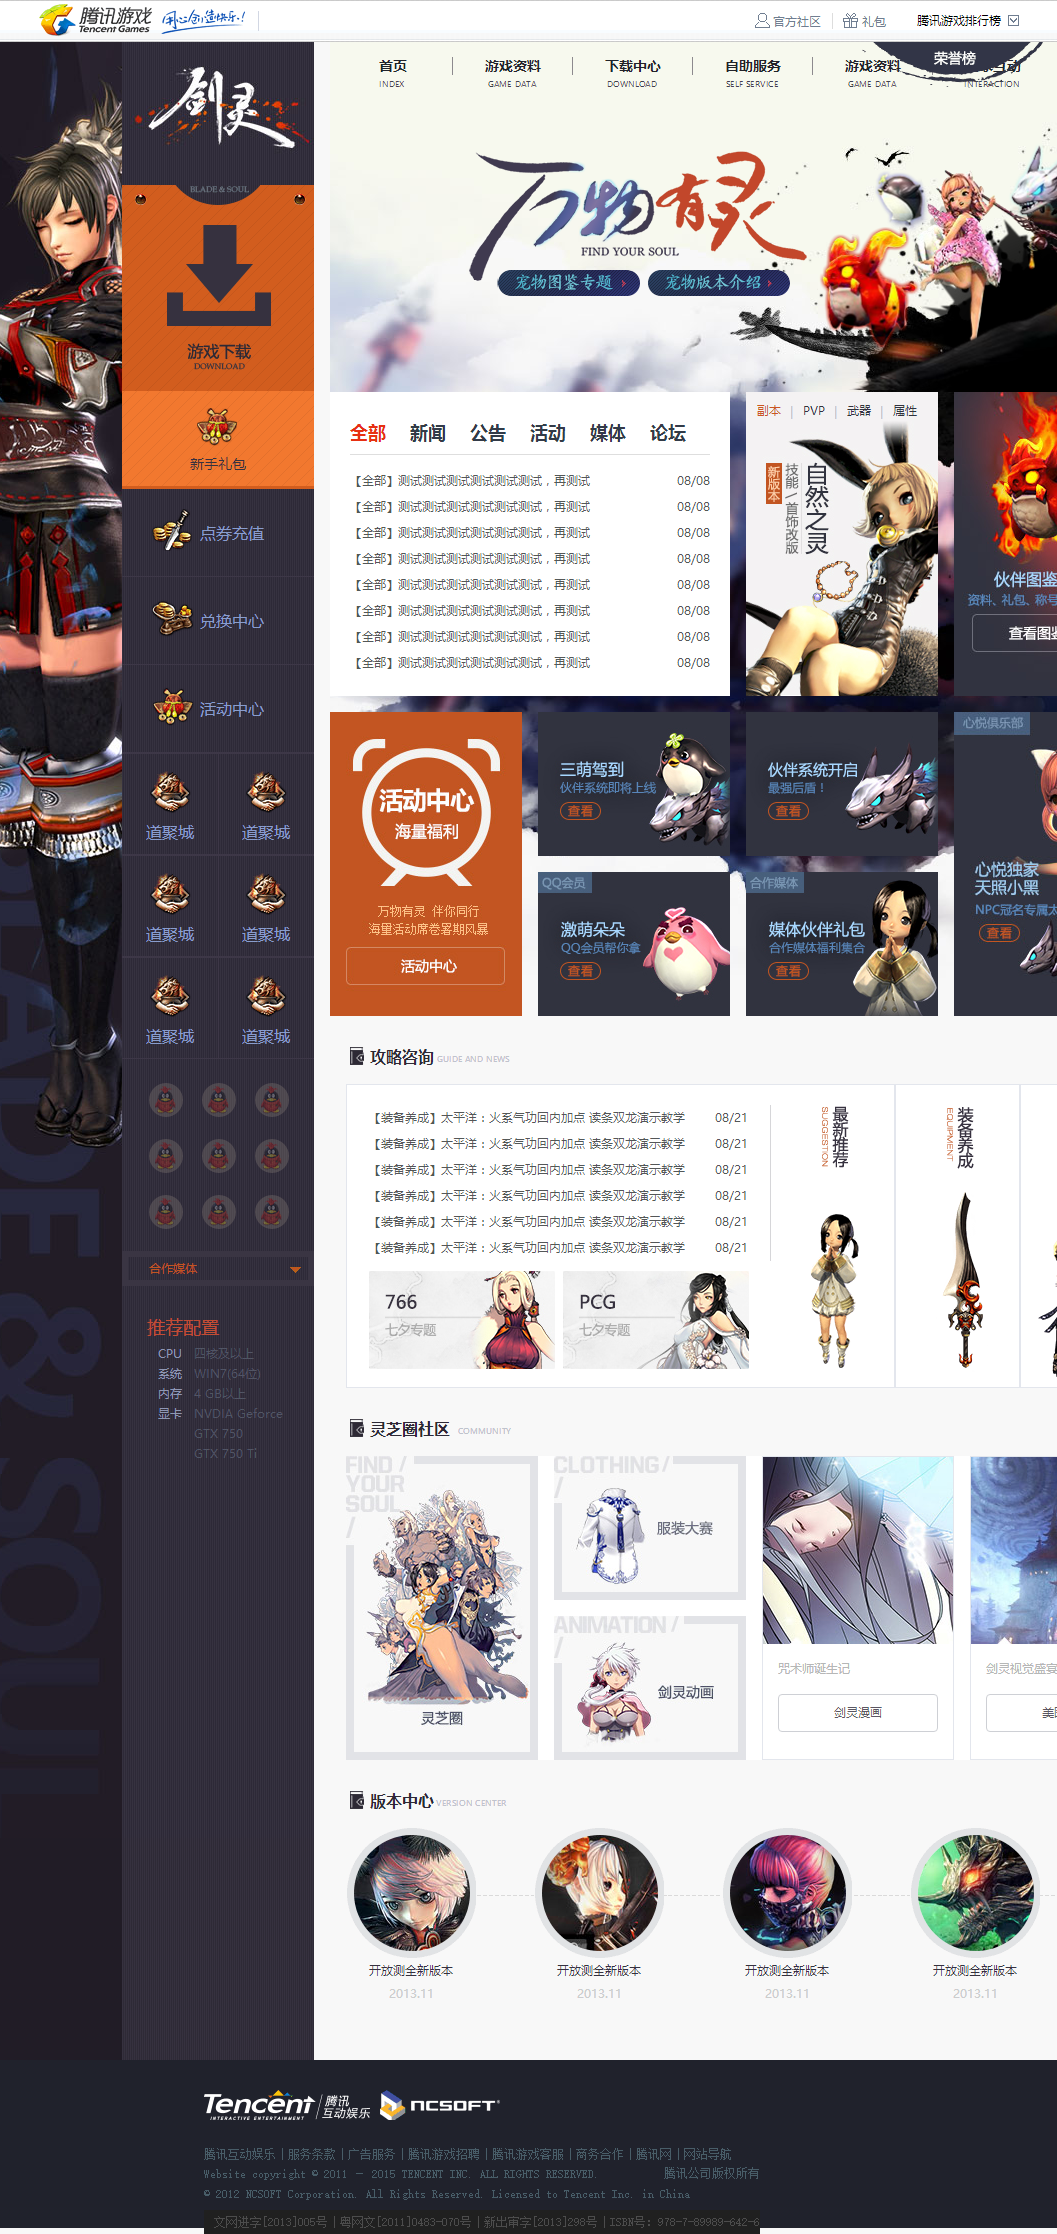 腾讯游戏 用心创造快乐!
Tencent Games
官方社区 礼包 腾讯游戏排行榜
荣誉榜
剑灵
BLADE & SOUL
游戏下载
DOWNLOAD
新手礼包
点券充值
兑换中心
活动中心
道聚城 道聚城
道聚城 道聚城
道聚城 道聚城
合作媒体
推荐配置
CPU 四核及以上
系统 WIN7(64位)
内存 4 GB以上
显卡 NVDIA Geforce
GTX 750
GTX 750 Ti
BLADE & SOUL
首页 游戏资料 下载中心 自助服务 游戏资料 互动
INDEX GAME DATA DOWNLOAD SELF SERVICE GAME DATA INTERACTION
万物有灵
FIND YOUR SOUL
宠物图鉴专题 宠物版本介绍
全部 新闻 公告 活动 媒体 论坛
【全部】测试测试测试测试测试测试，再测试 08/08
【全部】测试测试测试测试测试测试，再测试 08/08
【全部】测试测试测试测试测试测试，再测试 08/08
【全部】测试测试测试测试测试测试，再测试 08/08
【全部】测试测试测试测试测试测试，再测试 08/08
【全部】测试测试测试测试测试测试，再测试 08/08
【全部】测试测试测试测试测试测试，再测试 08/08
【全部】测试测试测试测试测试测试，再测试 08/08
副本 | PVP | 武器 | 属性
自然之灵
技能/首饰改版
新版本
伙伴图鉴
资料、礼包、称号
查看图鉴
活动中心
海量福利
万物有灵 伴你同行
海量活动席卷暑期风暴
活动中心
三萌驾到
伙伴系统即将上线
查看
伙伴系统开启
最强后盾！
查看
心悦俱乐部
心悦独家
天照小黑
NPC冠名专属太
查看
QQ会员
激萌朵朵
QQ会员帮你拿
查看
合作媒体
媒体伙伴礼包
合作媒体福利集合
查看
攻略咨询 GUIDE AND NEWS
【装备养成】太平洋：火系气功回内加点 读条双龙演示教学 08/21
【装备养成】太平洋：火系气功回内加点 读条双龙演示教学 08/21
【装备养成】太平洋：火系气功回内加点 读条双龙演示教学 08/21
【装备养成】太平洋：火系气功回内加点 读条双龙演示教学 08/21
【装备养成】太平洋：火系气功回内加点 读条双龙演示教学 08/21
【装备养成】太平洋：火系气功回内加点 读条双龙演示教学 08/21
766
七夕专题
PCG
七夕专题
最新推荐
SUGGESTION
装备养成
EQUIPMENT
灵芝圈社区 COMMUNITY
FIND /
YOUR
SOUL
/
灵芝圈
CLOTHING /
/
服装大赛
ANIMATION /
/
剑灵动画
咒术师诞生记
剑灵漫画
剑灵视觉盛宴
美
版本中心 VERSION CENTER
开放测全新版本 开放测全新版本 开放测全新版本 开放测全新版本
2013.11 2013.11 2013.11 2013.11
Tencent 腾讯互动娱乐 NCSOFT
INTERACTIVE ENTERTAINMENT
腾讯互动娱乐 | 服务条款 | 广告服务 | 腾讯游戏招聘 | 腾讯游戏客服 | 商务合作 | 腾讯网 | 网站导航
Website copyright © 2011 － 2015 TENCENT INC. ALL RIGHTS RESERVED. 腾讯公司版权所有
© 2012 NCSOFT Corporation. All Rights Reserved. Licensed to Tencent Inc. in China
文网进字[2013]005号 | 粤网文[2011]0483-070号 | 新出审字[2013]298号 | ISBN号: 978-7-89989-642-6